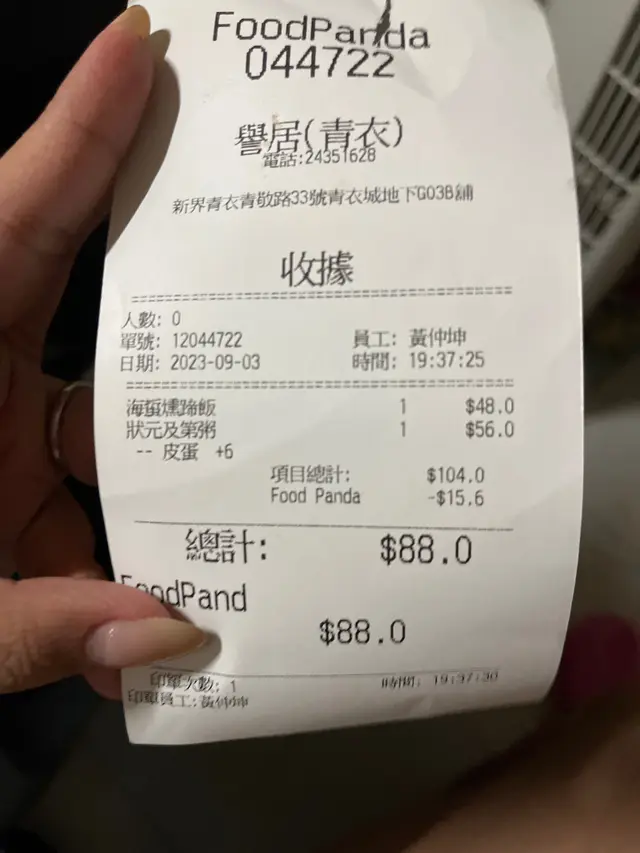 FoodPanda
044722
譽居(青衣)
電話:24351628
新界青衣青敬路33號青衣城地下G03B舖
收據
人數: 0
單號: 12044722 員工: 黃仲坤
日期: 2023-09-03 時間: 19:37:25
海蜇燻蹄飯 1 $48.0
狀元及第粥 1 $56.0
-- 皮蛋 +6
項目總計: $104.0
Food Panda -$15.6
總計: $88.0
FoodPand
$88.0
印單次數: 1 時間: 19:37:30
印單員工:黃仲坤